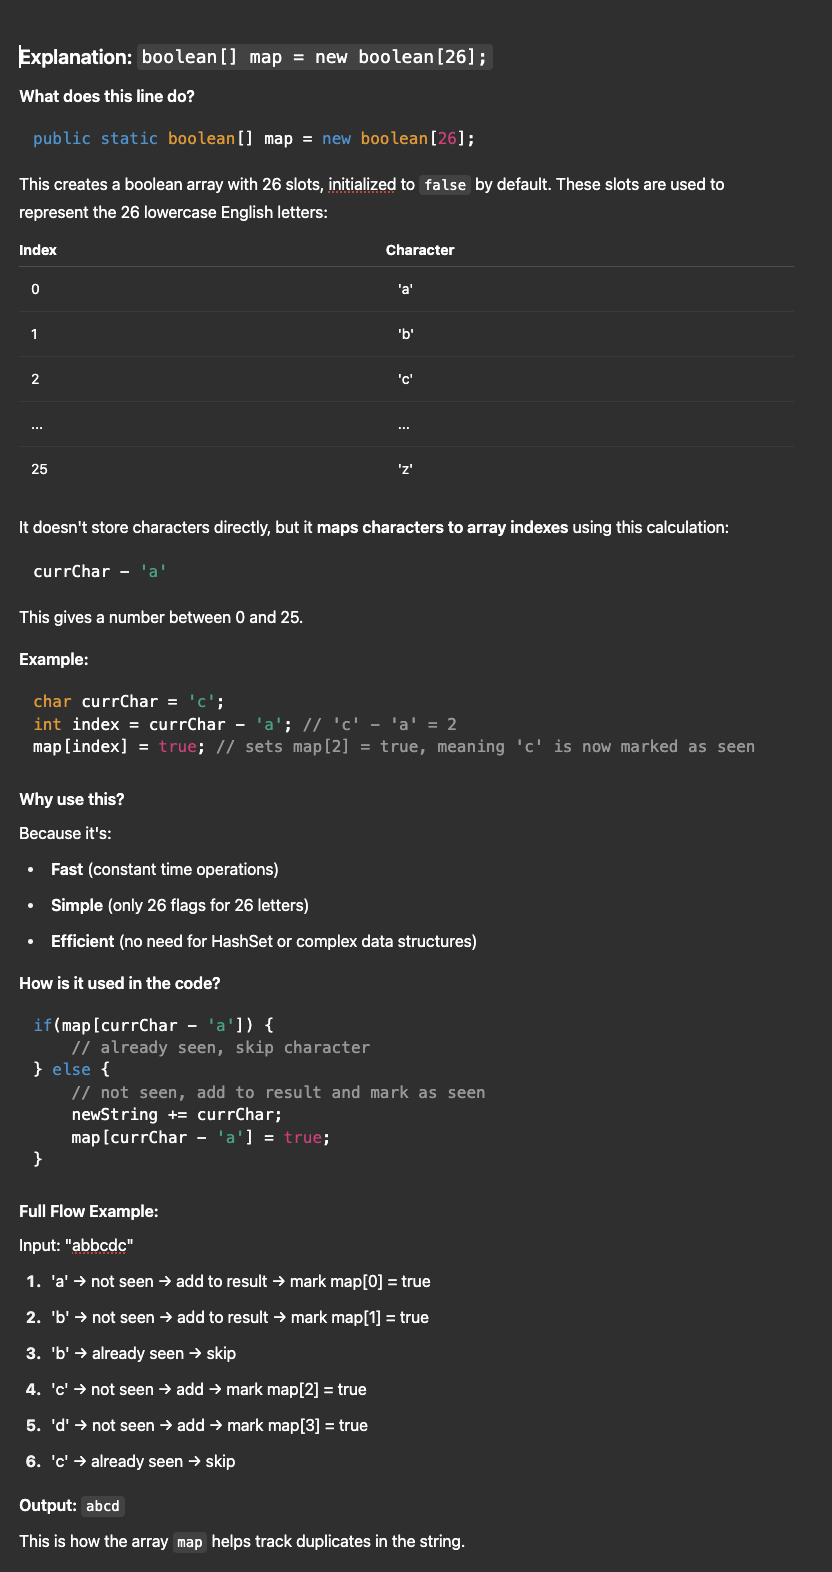 Explanation: boolean[] map = new boolean[26];
What does this line do?
public static boolean[] map = new boolean[26];
This creates a boolean array with 26 slots, initialized to false by default. These slots are used to
represent the 26 lowercase English letters:
Index Character
0 'a'
1 'b'
2 'c'
... ...
25 'z'
It doesn't store characters directly, but it maps characters to array indexes using this calculation:
currChar - 'a'
This gives a number between 0 and 25.
Example:
char currChar = 'c';
int index = currChar - 'a'; // 'c' - 'a' = 2
map[index] = true; // sets map[2] = true, meaning 'c' is now marked as seen
Why use this?
Because it's:
• Fast (constant time operations)
• Simple (only 26 flags for 26 letters)
• Efficient (no need for HashSet or complex data structures)
How is it used in the code?
if(map[currChar - 'a']) {
// already seen, skip character
} else {
// not seen, add to result and mark as seen
newString += currChar;
map[currChar - 'a'] = true;
}
Full Flow Example:
Input: "abbcdc"
1. 'a' → not seen → add to result → mark map[0] = true
2. 'b' → not seen → add to result → mark map[1] = true
3. 'b' → already seen → skip
4. 'c' → not seen → add → mark map[2] = true
5. 'd' → not seen → add → mark map[3] = true
6. 'c' → already seen → skip
Output: abcd
This is how the array map helps track duplicates in the string.